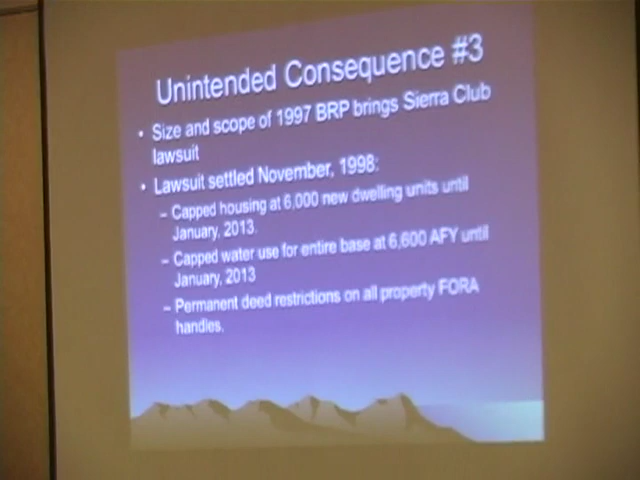 Unintended Consequence #3
• Size and scope of 1997 BRP brings Sierra Club
lawsuit
• Lawsuit settled November, 1998:
– Capped housing at 6,000 new dwelling units until
January, 2013.
– Capped water use for entire base at 6,600 AFY until
January, 2013
– Permanent deed restrictions on all property FORA
handles.